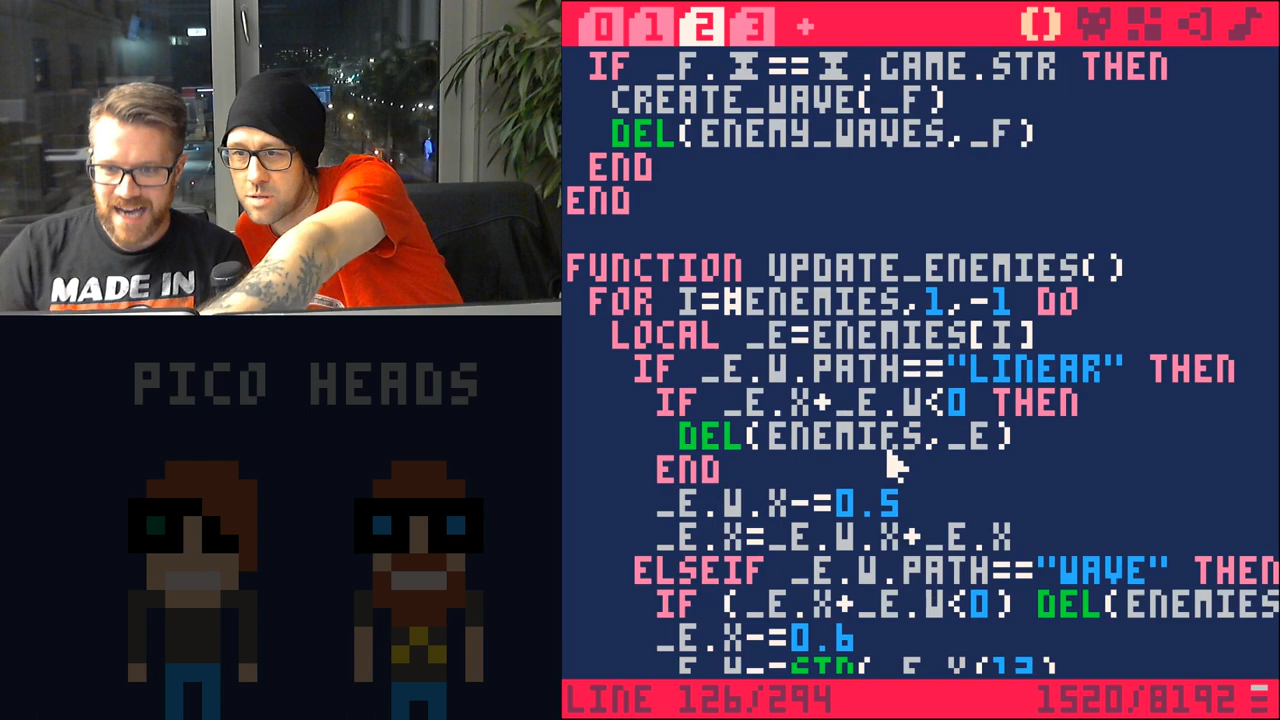 MADE IN
PICO HEADS
0 1 2 3 +
IF _F.⧗==⧗.GAME.STR THEN
CREATE_WAVE(_F)
DEL(ENEMY_WAVES,_F)
END
END
FUNCTION UPDATE_ENEMIES()
FOR I=#ENEMIES,1,-1 DO
LOCAL _E=ENEMIES[I]
IF _E.W.PATH=="LINEAR" THEN
IF _E.X+_E.W<0 THEN
DEL(ENEMIES,_E)
END
_E.W.X-=0.5
_E.X=_E.W.X+_E.X
ELSEIF _E.W.PATH=="WAVE" THEN
IF (_E.X+_E.W<0) DEL(ENEMIES
_E.X-=0.6
LINE 126/294
1520/8192